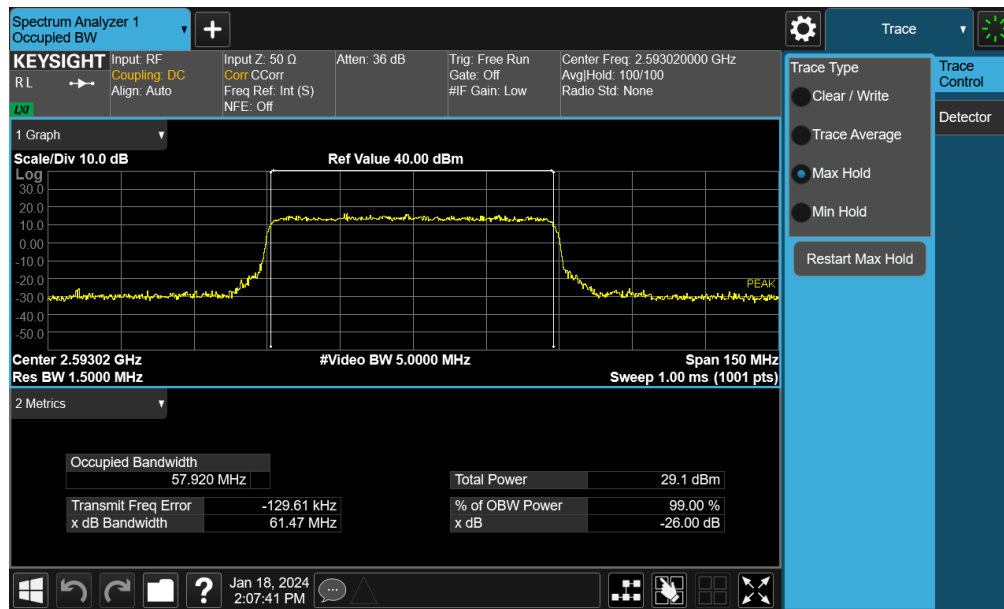 Spectrum Analyzer 1
Occupied BW
Trace
KEYSIGHT
R L
LXI
Input: RF
Coupling: DC
Align: Auto
Input Z: 50 Ω
Corr CCorr
Freq Ref: Int (S)
NFE: Off
Atten: 36 dB
Trig: Free Run
Gate: Off
#IF Gain: Low
Center Freq: 2.593020000 GHz
Avg|Hold: 100/100
Radio Std: None
Trace Type
Clear / Write
Trace Average
Max Hold
Min Hold
Restart Max Hold
Trace
Control
Detector
1 Graph
Scale/Div 10.0 dB
Ref Value 40.00 dBm
Log
30.0
20.0
10.0
0.00
-10.0
-20.0
-30.0
-40.0
-50.0
PEAK
Center 2.59302 GHz
#Video BW 5.0000 MHz
Span 150 MHz
Res BW 1.5000 MHz
Sweep 1.00 ms (1001 pts)
2 Metrics
Occupied Bandwidth
57.920 MHz
Total Power 29.1 dBm
Transmit Freq Error -129.61 kHz
% of OBW Power 99.00 %
x dB Bandwidth 61.47 MHz
x dB -26.00 dB
?
Jan 18, 2024
2:07:41 PM